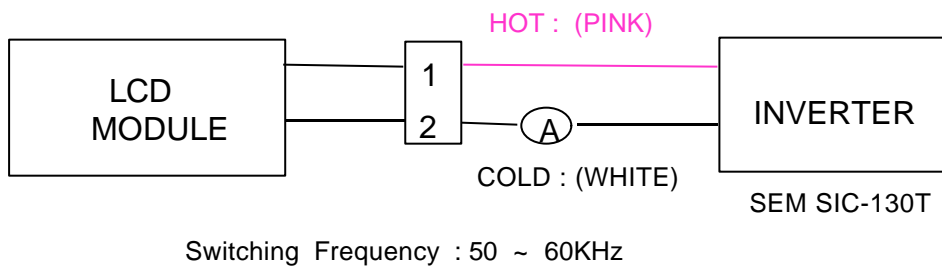 HOT : (PINK)
LCD
MODULE
1
2
A
INVERTER
COLD : (WHITE)
SEM SIC-130T
Switching Frequency : 50 ~ 60KHz